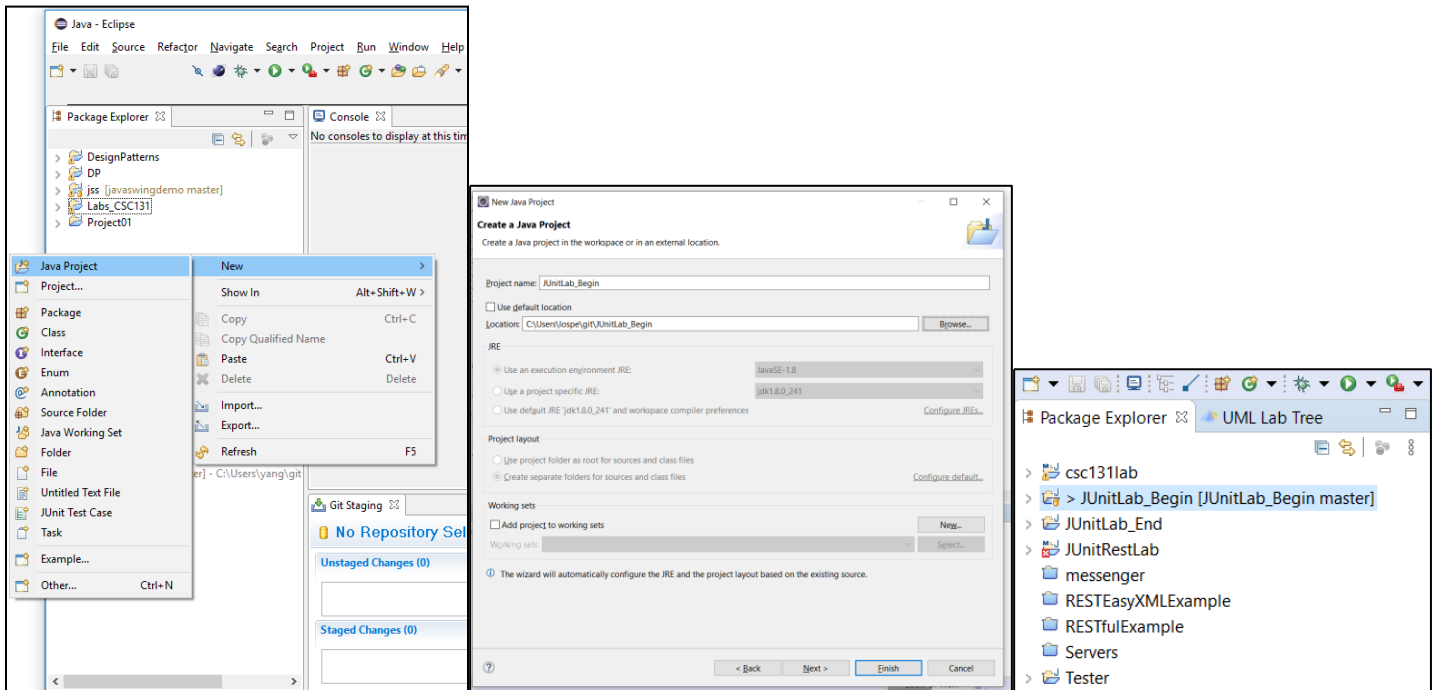 Java - Eclipse
File Edit Source Refactor Navigate Search Project Run Window Help
Package Explorer
Console
No consoles to display at this tim
DesignPatterns
DP
jss [javaswingdemo master]
Labs_CSC131
Project01
Java Project
Project...
Package
Class
Interface
Enum
Annotation
Source Folder
Java Working Set
Folder
File
Untitled Text File
JUnit Test Case
Task
Example...
Other... Ctrl+N
New >
Show In Alt+Shift+W >
Copy Ctrl+C
Copy Qualified Name
Paste Ctrl+V
Delete Delete
Import...
Export...
Refresh F5
er] - C:\Users\yang\git
Git Staging
No Repository Sel
Unstaged Changes (0)
Staged Changes (0)
New Java Project
Create a Java Project
Create a Java project in the workspace or in an external location.
Project name: JUnitLab_Begin
Use default location
Location: C:\Users\lospe\git\JUnitLab_Begin Browse...
JRE
Use an execution environment JRE: JavaSE-1.8
Use a project specific JRE: jdk1.8.0_241
Use default JRE 'jdk1.8.0_241' and workspace compiler preferences Configure JREs...
Project layout
Use project folder as root for sources and class files
Create separate folders for sources and class files Configure default...
Working sets
Add project to working sets New...
Working sets: Select...
The wizard will automatically configure the JRE and the project layout based on the existing source.
< Back Next > Finish Cancel
Package Explorer UML Lab Tree
csc131lab
> JUnitLab_Begin [JUnitLab_Begin master]
JUnitLab_End
JUnitRestLab
messenger
RESTEasyXMLExample
RESTfulExample
Servers
Tester